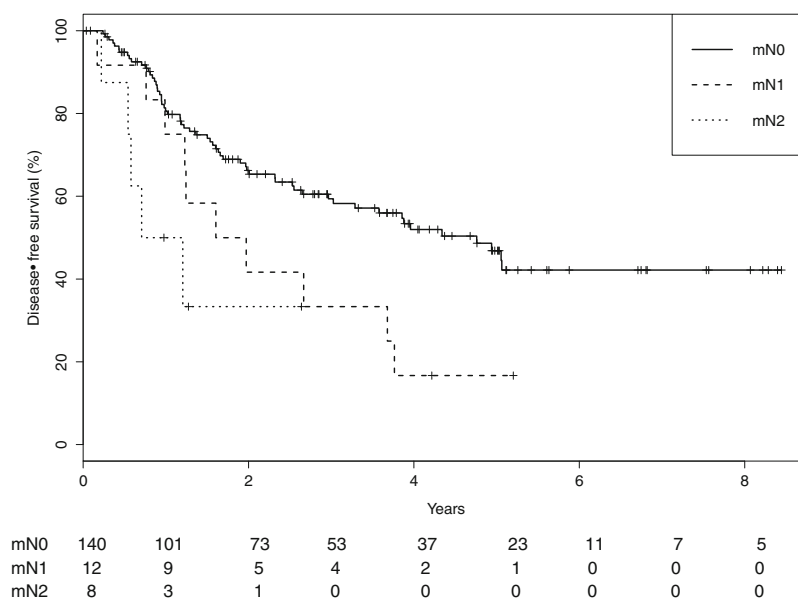 100
80
60
40
20
0
Disease• free survival (%)
mN0
mN1
mN2
0 2 4 6 8
Years
mN0 140 101 73 53 37 23 11 7 5
mN1 12 9 5 4 2 1 0 0 0
mN2 8 3 1 0 0 0 0 0 0